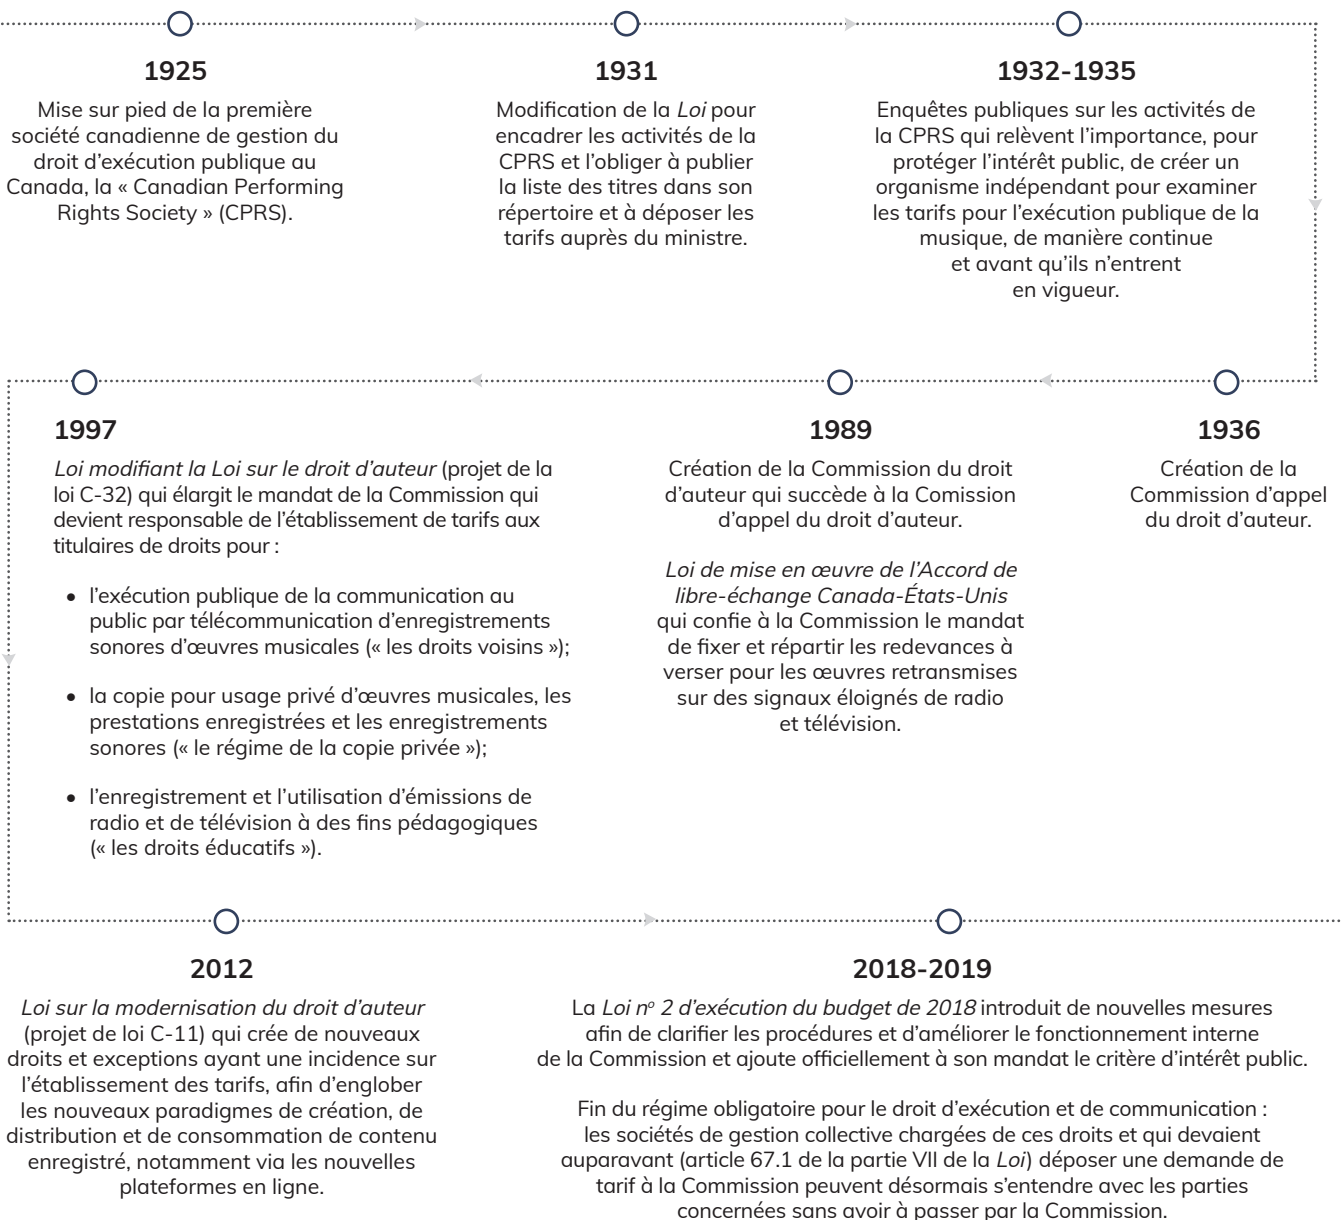 1925
Mise sur pied de la première
société canadienne de gestion du
droit d’exécution publique au
Canada, la « Canadian Performing
Rights Society » (CPRS).
1931
Modification de la Loi pour
encadrer les activités de la
CPRS et l’obliger à publier
la liste des titres dans son
répertoire et à déposer les
tarifs auprès du ministre.
1932-1935
Enquêtes publiques sur les activités de
la CPRS qui relèvent l’importance, pour
protéger l’intérêt public, de créer un
organisme indépendant pour examiner
les tarifs pour l’exécution publique de la
musique, de manière continue
et avant qu’ils n’entrent
en vigueur.
1936
Création de la
Commission d’appel
du droit d’auteur.
1989
Création de la Commission du droit
d’auteur qui succède à la Comission
d’appel du droit d’auteur.
Loi de mise en œuvre de l’Accord de
libre-échange Canada-États-Unis
qui confie à la Commission le mandat
de fixer et répartir les redevances à
verser pour les œuvres retransmises
sur des signaux éloignés de radio
et télévision.
1997
Loi modifiant la Loi sur le droit d’auteur (projet de la
loi C-32) qui élargit le mandat de la Commission qui
devient responsable de l’établissement de tarifs aux
titulaires de droits pour :
• l’exécution publique de la communication au
public par télécommunication d’enregistrements
sonores d’œuvres musicales (« les droits voisins »);
• la copie pour usage privé d’œuvres musicales, les
prestations enregistrées et les enregistrements
sonores (« le régime de la copie privée »);
• l’enregistrement et l’utilisation d’émissions de
radio et de télévision à des fins pédagogiques
(« les droits éducatifs »).
2012
Loi sur la modernisation du droit d’auteur
(projet de loi C-11) qui crée de nouveaux
droits et exceptions ayant une incidence sur
l’établissement des tarifs, afin d’englober
les nouveaux paradigmes de création, de
distribution et de consommation de contenu
enregistré, notamment via les nouvelles
plateformes en ligne.
2018-2019
La Loi nº 2 d’exécution du budget de 2018 introduit de nouvelles mesures
afin de clarifier les procédures et d’améliorer le fonctionnement interne
de la Commission et ajoute officiellement à son mandat le critère d’intérêt public.
Fin du régime obligatoire pour le droit d’exécution et de communication :
les sociétés de gestion collective chargées de ces droits et qui devaient
auparavant (article 67.1 de la partie VII de la Loi) déposer une demande de
tarif à la Commission peuvent désormais s’entendre avec les parties
concernées sans avoir à passer par la Commission.